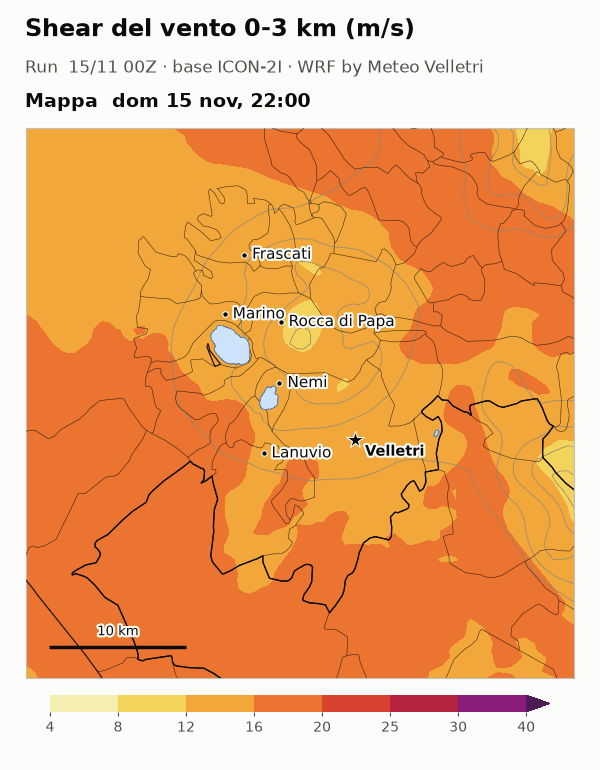 Shear del vento 0-3 km (m/s)
Run  15/11 00Z · base ICON-2I · WRF by Meteo Velletri
Mappa  dom 15 nov, 22:00
Frascati
Marino
Rocca di Papa
Nemi
Velletri
Lanuvio
10 km
4 8 12 16 20 25 30 40